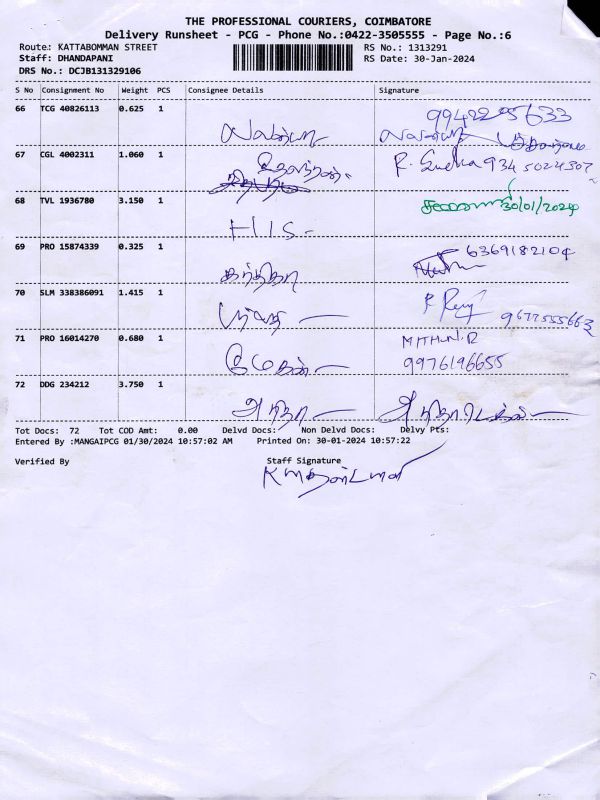 THE PROFESSIONAL COURIERS, COIMBATORE
Delivery Runsheet - PCG - Phone No.:0422-3505555 - Page No.:6
Route: KATTABOMMAN STREET RS No.: 1313291
Staff: DHANDAPANI RS Date: 30-Jan-2024
DRS No.: DCJB131329106
S No Consignment No Weight PCS Consignee Details Signature
66 TCG 40826113 0.625 1 9942295633
67 CGL 4002311 1.060 1 R. Sudha 9345024307
68 TVL 1936780 3.150 1 HIS- 30/01/2024
69 PRO 15874339 0.325 1 6369182104
70 SLM 338386091 1.415 1 9677555663
71 PRO 16014270 0.680 1 MITHUN.R
9976196655
72 DDG 234212 3.750 1
Tot Docs: 72 Tot COD Amt: 0.00 Delvd Docs: Non Delvd Docs: Delvy Pts:
Entered By :MANGAIPCG 01/30/2024 10:57:02 AM Printed On: 30-01-2024 10:57:22
Verified By Staff Signature